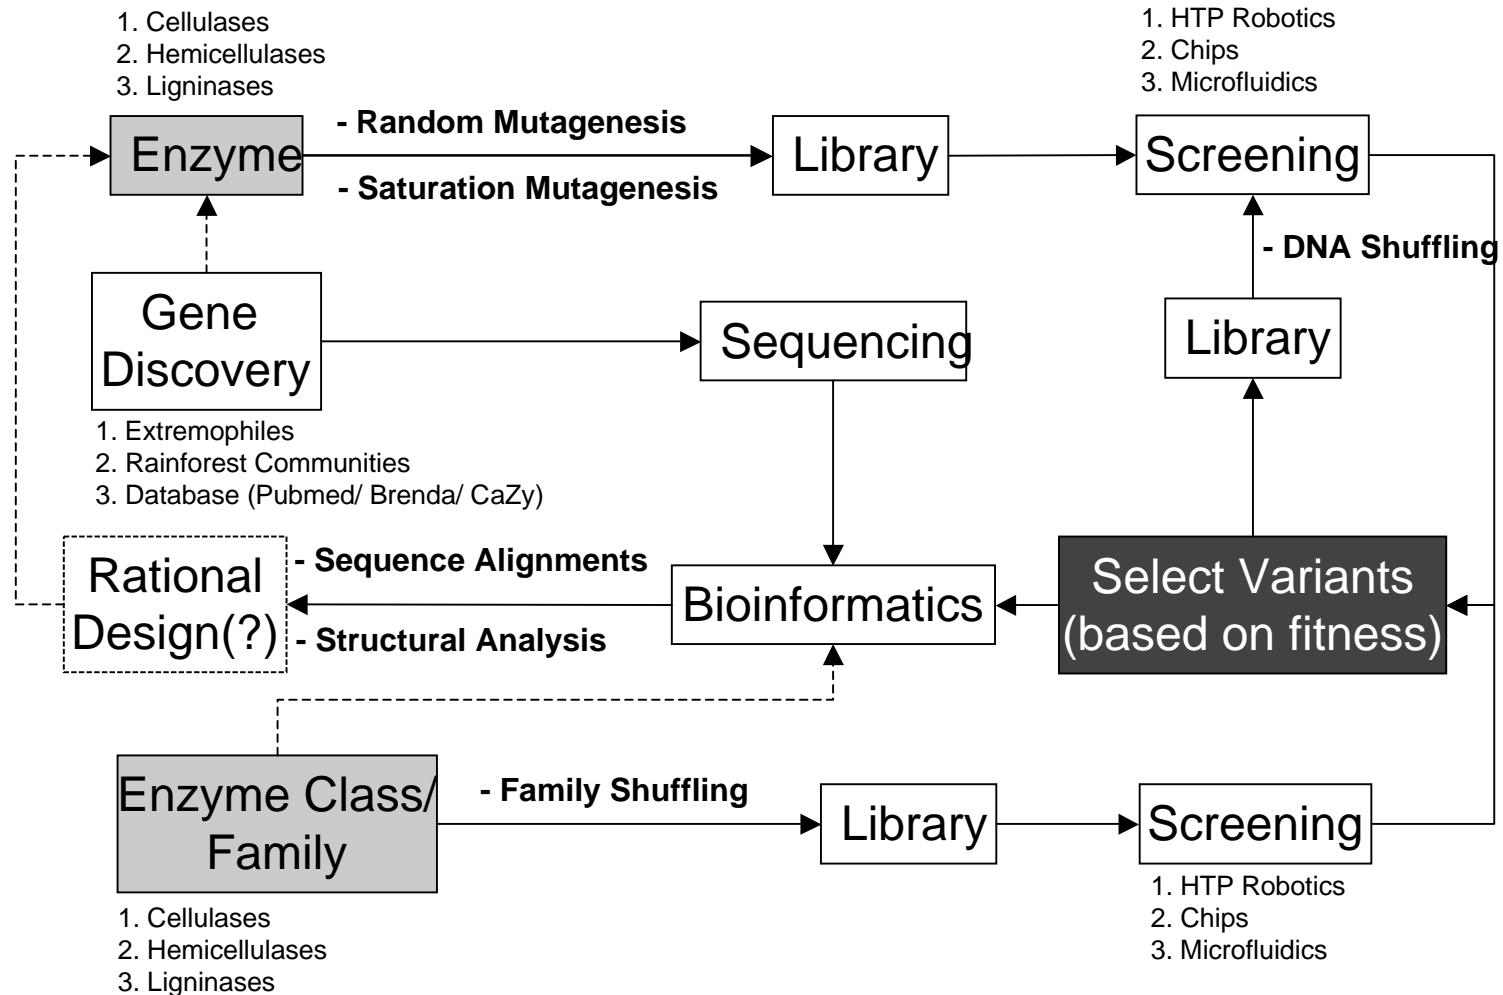 1. Cellulases
2. Hemicellulases
3. Ligninases
1. HTP Robotics
2. Chips
3. Microfluidics
Enzyme
- Random Mutagenesis
- Saturation Mutagenesis
Library
Screening
- DNA Shuffling
Gene
Discovery
Sequencing
Library
1. Extremophiles
2. Rainforest Communities
3. Database (Pubmed/ Brenda/ CaZy)
Rational
Design(?)
- Sequence Alignments
- Structural Analysis
Bioinformatics
Select Variants
(based on fitness)
Enzyme Class/
Family
- Family Shuffling
Library
Screening
1. Cellulases
2. Hemicellulases
3. Ligninases
1. HTP Robotics
2. Chips
3. Microfluidics